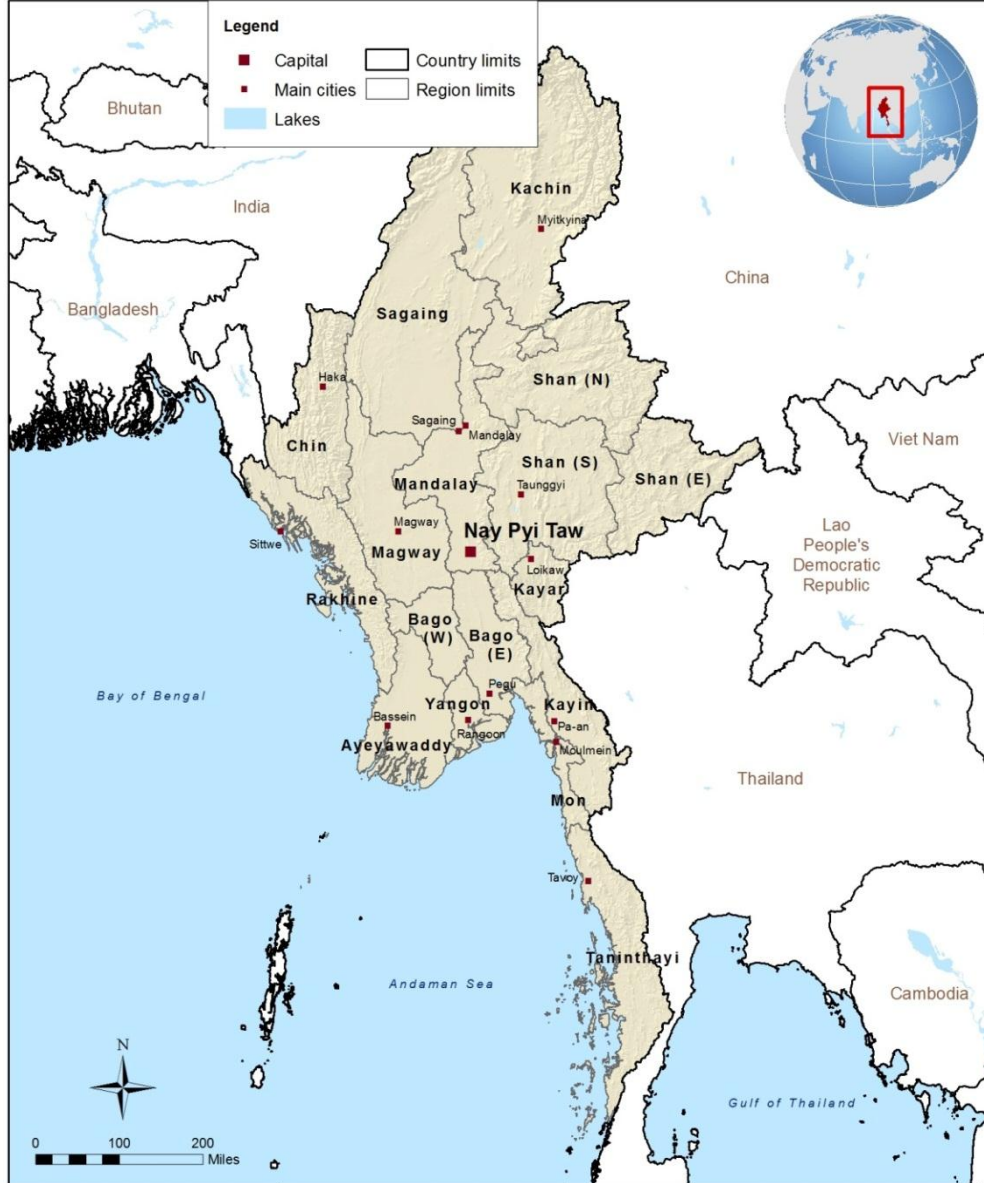 Legend
Capital
Country limits
Main cities
Region limits
Lakes
Bhutan
India
Bangladesh
China
Kachin
Myitkyina
Sagaing
Shan (N)
Haka
Sagaing
Mandalay
Chin
Viet Nam
Shan (S)
Shan (E)
Mandalay
Taunggyi
Magway
Nay Pyi Taw
Lao
People's
Democratic
Republic
Sittwe
Magway
Loikaw
Kayar
Rakhine
Bago
(W)
Bago
(E)
Pegu
Bay of Bengal
Yangon
Kayin
Bassein
Rangoon
Pa-an
Ayeyawaddy
Moulmein
Thailand
Mon
Tavoy
Taninthayi
Andaman Sea
Cambodia
N
Gulf of Thailand
0 100 200
Miles